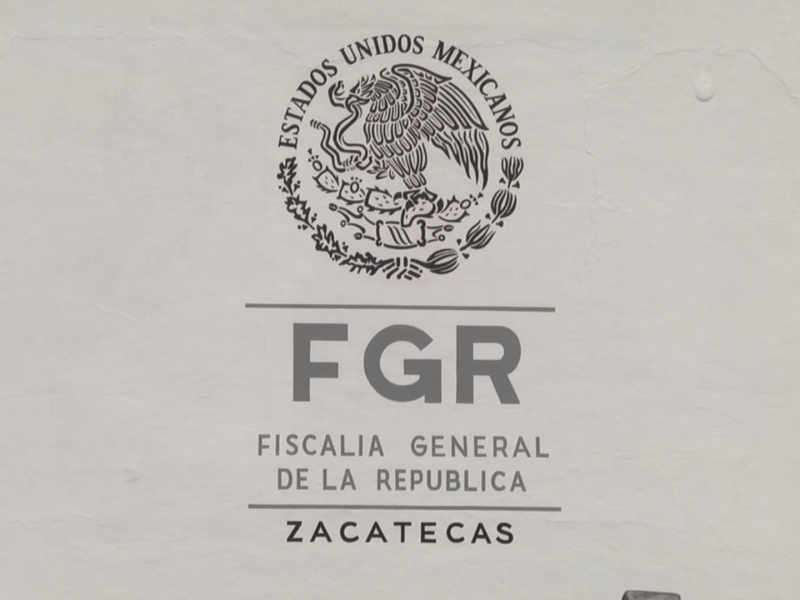 ESTADOS UNIDOS MEXICANOS
FGR
FISCALIA GENERAL
DE LA REPUBLICA
ZACATECAS